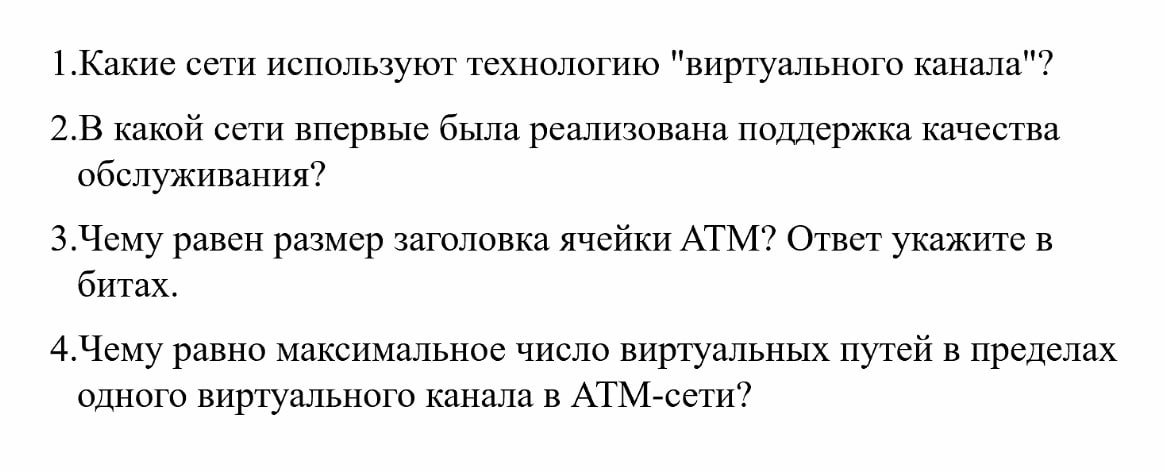 1.Какие сети используют технологию "виртуального канала"?
2.В какой сети впервые была реализована поддержка качества
обслуживания?
3.Чему равен размер заголовка ячейки АТМ? Ответ укажите в
битах.
4.Чему равно максимальное число виртуальных путей в пределах
одного виртуального канала в АТМ-сети?